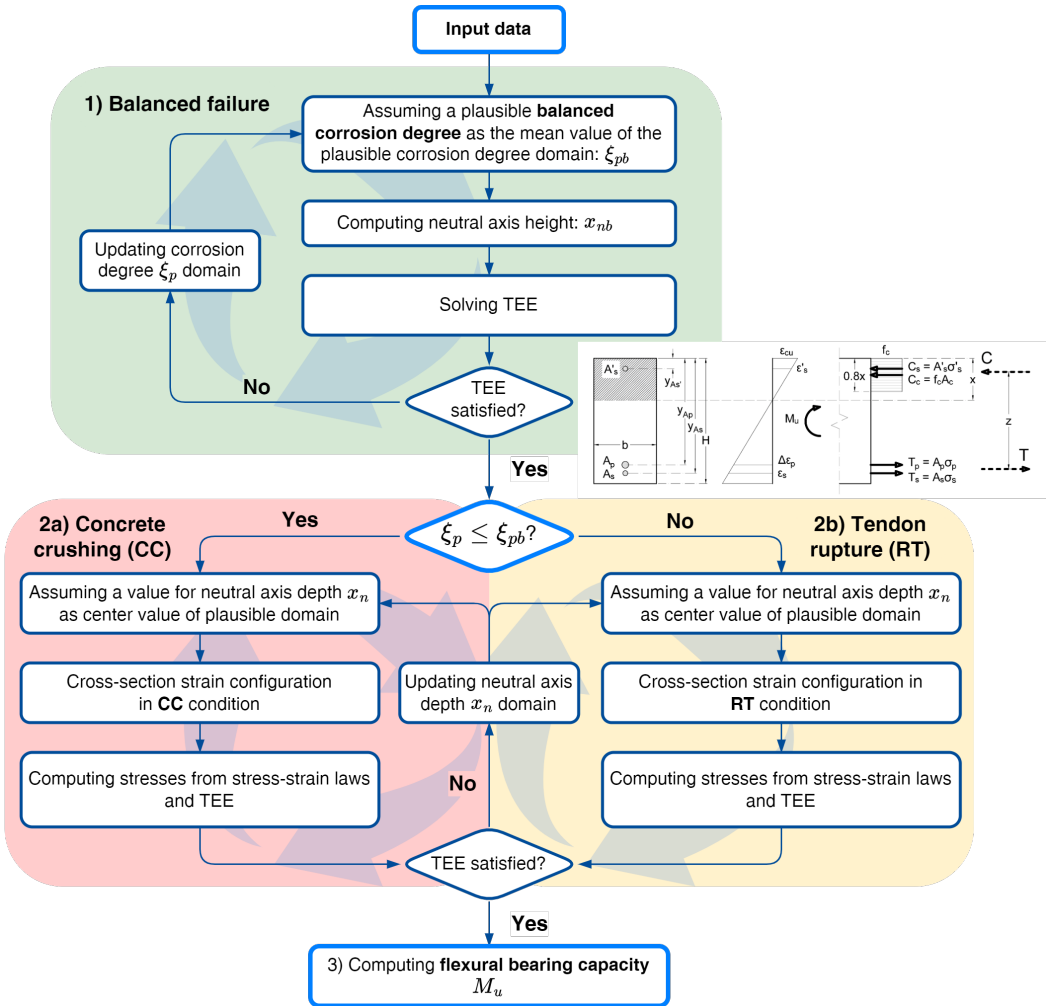 Input data
1) Balanced failure
Assuming a plausible balanced
corrosion degree as the mean value of the
plausible corrosion degree domain: ξpb
Computing neutral axis height: xnb
Updating corrosion
degree ξp domain
Solving TEE
No
TEE
satisfied?
Yes
A's
yAs'
yAp
yAs
H
b
Ap
As
εcu
ε's
Δεp
εs
Mu
fc
0.8x
Cs = A'sσ's
Cc = fcAc
C
x
z
Tp = Apσp
Ts = Asσs
T
2a) Concrete
crushing (CC)
Yes
ξp ≤ ξpb?
No
2b) Tendon
rupture (RT)
Assuming a value for neutral axis depth xn
as center value of plausible domain
Assuming a value for neutral axis depth xn
as center value of plausible domain
Cross-section strain configuration
in CC condition
Updating neutral axis
depth xn domain
Cross-section strain configuration in
RT condition
Computing stresses from stress-strain laws
and TEE
No
Computing stresses from stress-strain laws
and TEE
TEE satisfied?
Yes
3) Computing flexural bearing capacity
Mu